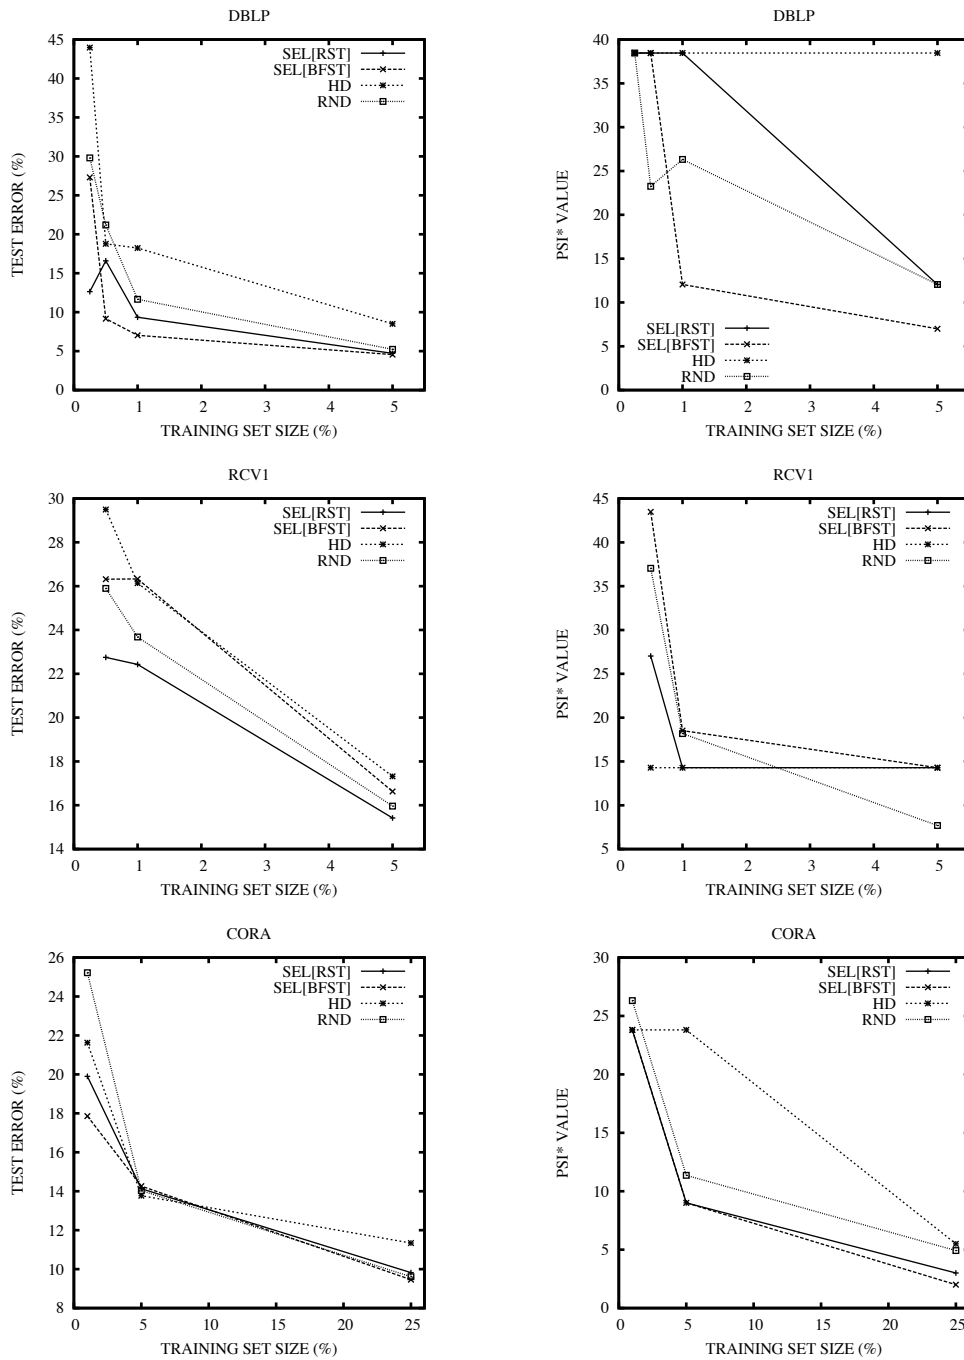 DBLP
45
40
35
30
25
20
15
10
5
0
TEST ERROR (%)
SEL[RST]
SEL[BFST]
HD
RND
0 1 2 2 3 4 4 5
TRAINING SET SIZE (%)
DBLP
40
35
30
25
20
15
10
5
0
PSI* VALUE
SEL[RST]
SEL[BFST]
HD
RND
0 1 2 2 3 4 4 5
TRAINING SET SIZE (%)
RCV1
30
28
26
24
22
20
18
16
14
TEST ERROR (%)
SEL[RST]
SEL[BFST]
HD
RND
0 1 2 2 3 4 4 5
TRAINING SET SIZE (%)
RCV1
45
40
35
30
25
20
15
10
5
PSI* VALUE
SEL[RST]
SEL[BFST]
HD
RND
0 1 2 2 3 4 4 5
TRAINING SET SIZE (%)
CORA
26
24
22
20
18
16
14
12
10
8
TEST ERROR (%)
SEL[RST]
SEL[BFST]
HD
RND
0 5 10 15 20 25
TRAINING SET SIZE (%)
CORA
30
25
20
15
10
5
0
PSI* VALUE
SEL[RST]
SEL[BFST]
HD
RND
0 5 10 15 20 25
TRAINING SET SIZE (%)